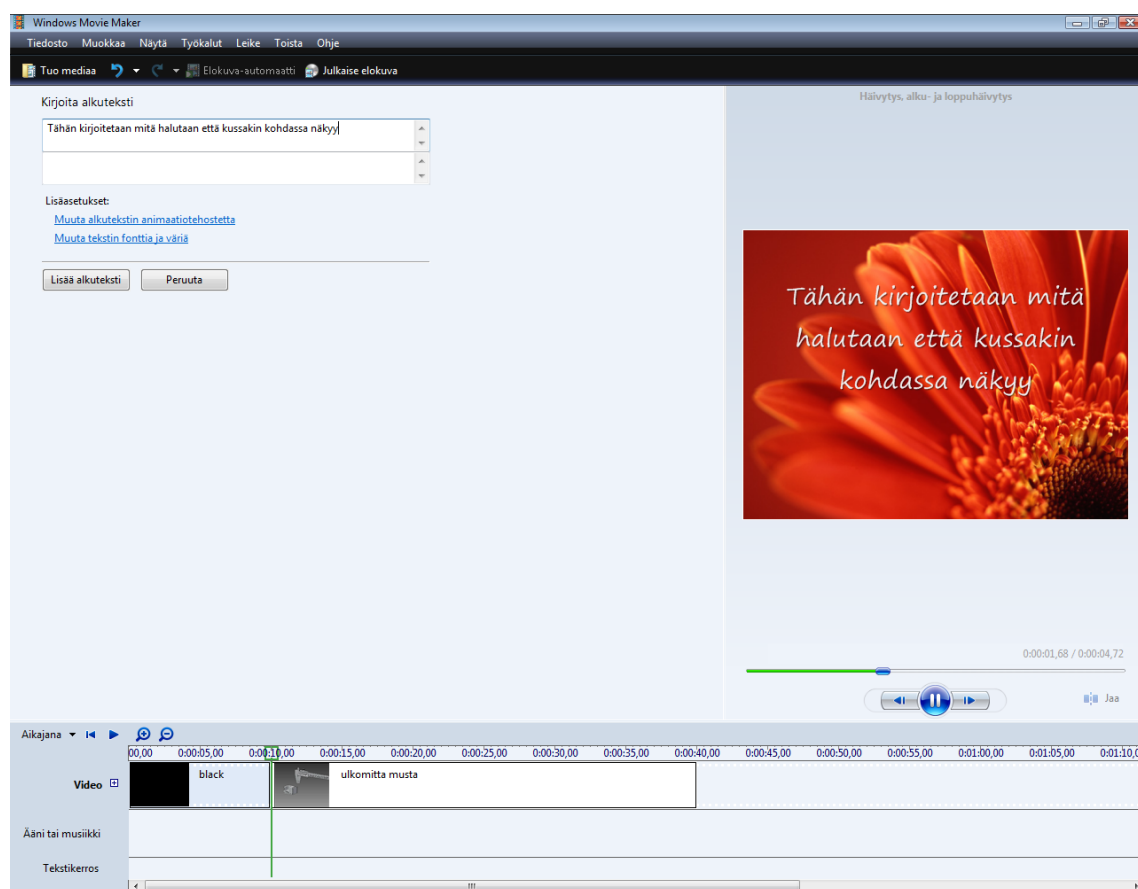 Windows Movie Maker
Tiedosto Muokkaa Näytä Työkalut Leike Toista Ohje
Tuo mediaa Elokuva-automaatti Julkaise elokuva
Kirjoita alkuteksti
Tähän kirjoitetaan mitä halutaan että kussakin kohdassa näkyy
Lisäasetukset:
Muuta alkutekstin animaatiotehostetta
Muuta tekstin fonttia ja väriä
Lisää alkuteksti Peruuta
Häivytys, alku- ja loppuhäivytys
Tähän kirjoitetaan mitä
halutaan että kussakin
kohdassa näkyy
0:00:01,68 / 0:00:04,72
Jaa
Aikajana
00,00 0:00:05,00 0:00:10,00 0:00:15,00 0:00:20,00 0:00:25,00 0:00:30,00 0:00:35,00 0:00:40,00 0:00:45,00 0:00:50,00 0:00:55,00 0:01:00,00 0:01:05,00 0:01:10,0
Video black ulkomitta musta
Ääni tai musiikki
Tekstikerros